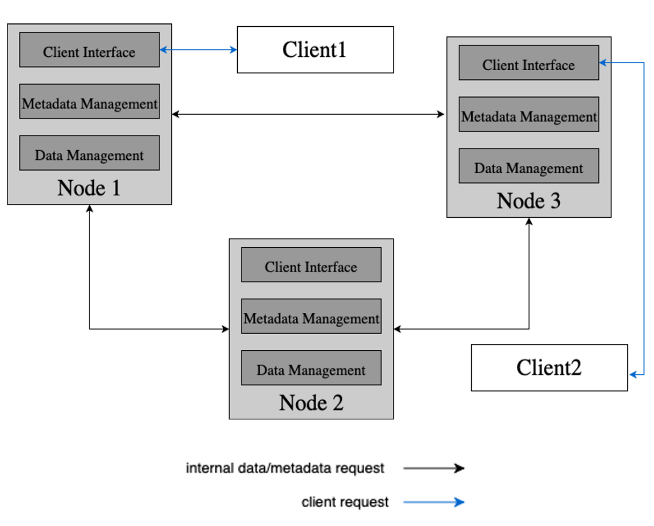 Client Interface
Metadata Management
Data Management
Node 1
Client1
Client Interface
Metadata Management
Data Management
Node 3
Client Interface
Metadata Management
Data Management
Node 2
Client2
internal data/metadata request
client request